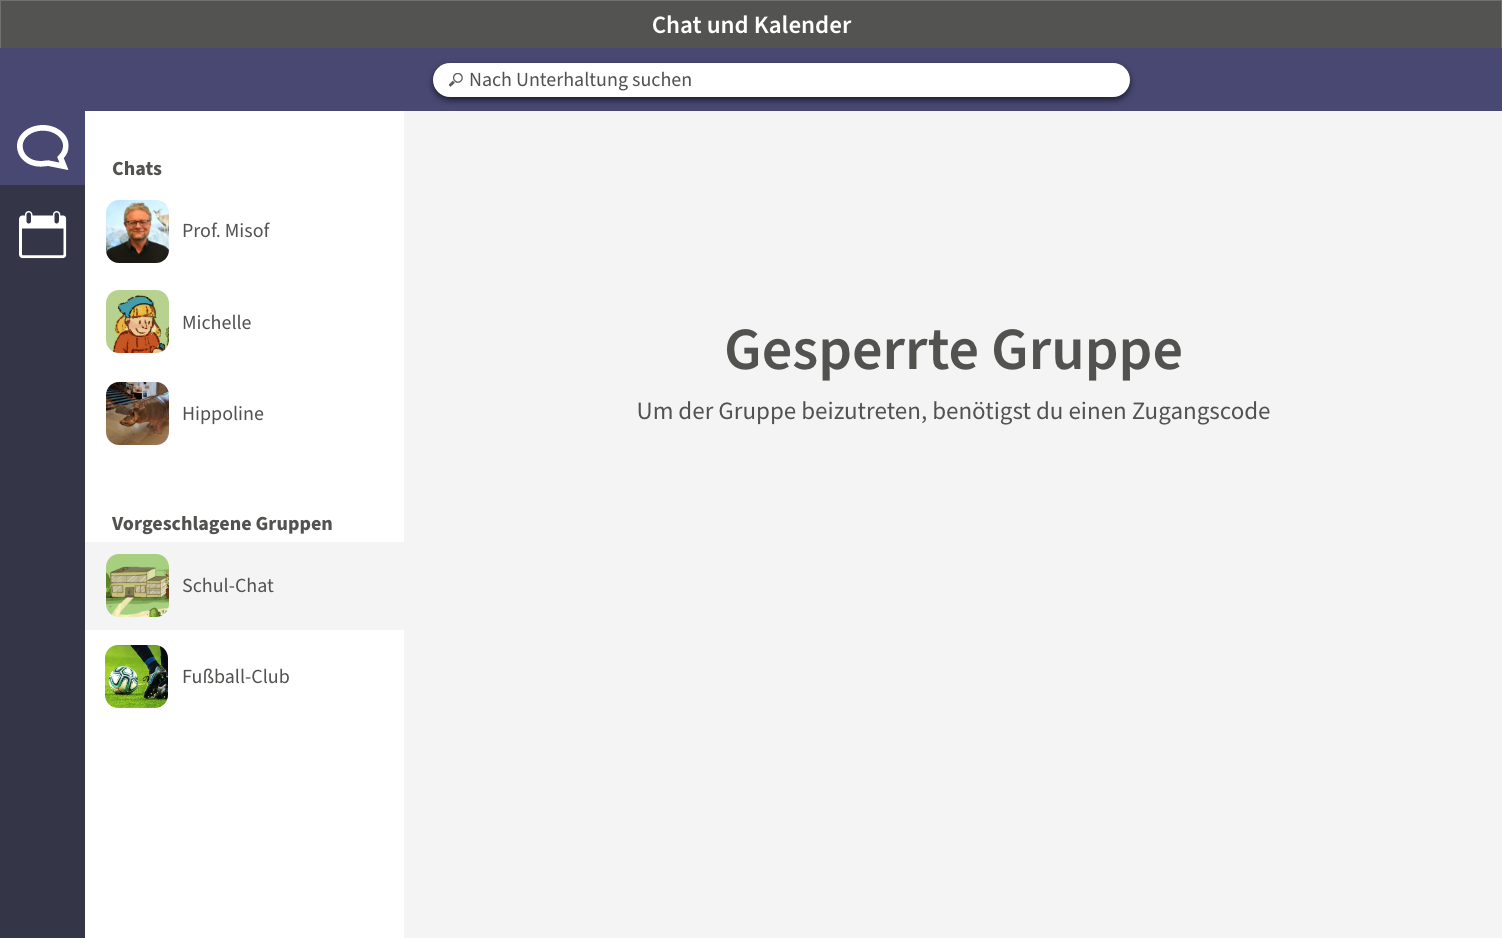 Chat und Kalender
Nach Unterhaltung suchen
Chats
Prof. Misof
Michelle
Hippoline
Vorgeschlagene Gruppen
Schul-Chat
Fußball-Club
Gesperrte Gruppe
Um der Gruppe beizutreten, benötigst du einen Zugangscode